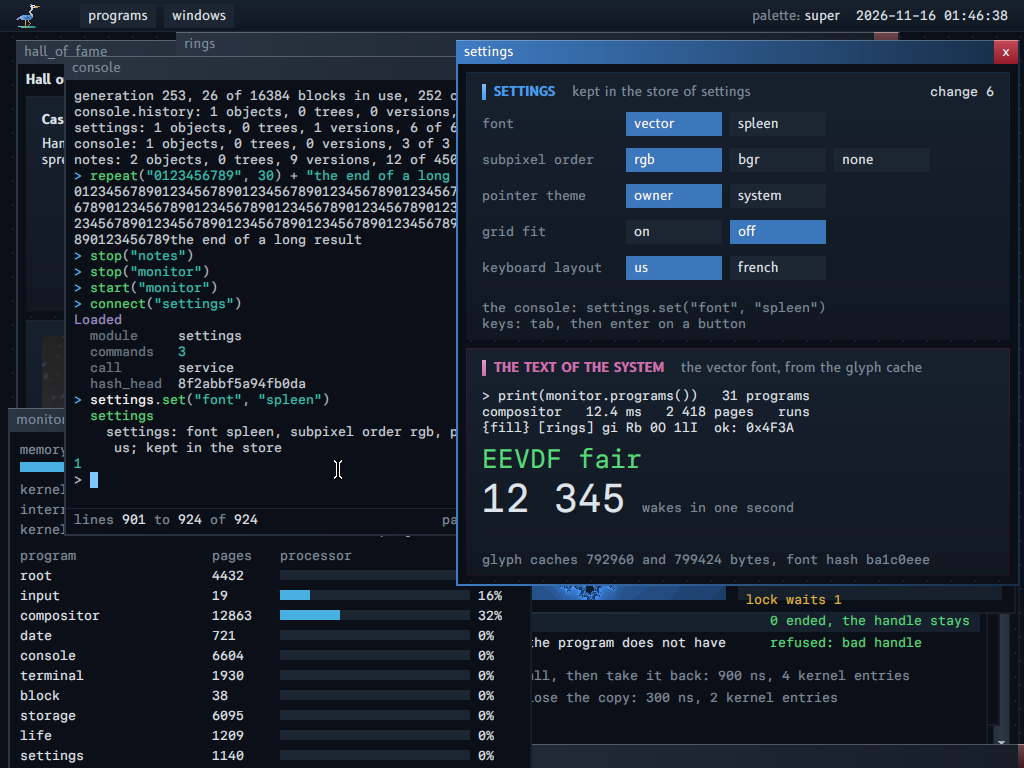 programs windows palette: super 2026-11-16 01:46:38
rings
hall_of_fame
console
Hall
Cas
Han
spre
generation 253, 26 of 16384 blocks in use, 252
console.history: 1 objects, 0 trees, 0 versions,
settings: 1 objects, 0 trees, 1 versions, 6 of 6
console: 1 objects, 0 trees, 0 versions, 3 of 3
notes: 2 objects, 0 trees, 9 versions, 12 of 450
> repeat("0123456789", 30) + "the end of a long
012345678901234567890123456789012345678901234567
678901234567890123456789012345678901234567890123
234567890123456789012345678901234567890123456789
890123456789the end of a long result
> stop("notes")
> stop("monitor")
> start("monitor")
> connect("settings")
Loaded
module settings
commands 3
call service
hash_head 8f2abbf5a94fb0da
> settings.set("font", "spleen")
settings
settings: font spleen, subpixel order rgb, p
us; kept in the store
1
>
lines 901 to 924 of 924 pa
settings x
SETTINGS kept in the store of settings change 6
font vector spleen
subpixel order rgb bgr none
pointer theme owner system
grid fit on off
keyboard layout us french
the console: settings.set("font", "spleen")
keys: tab, then enter on a button
THE TEXT OF THE SYSTEM the vector font, from the glyph cache
> print(monitor.programs()) 31 programs
compositor 12.4 ms 2 418 pages runs
{fill} [rings] gi Rb 0O 1lI ok: 0x4F3A
EEVDF fair
12 345 wakes in one second
glyph caches 792960 and 799424 bytes, font hash ba1c0eee
monitor
memory
kernel
inter
kernel
program pages processor
root 4432
input 19 16%
compositor 12863 32%
date 721 0%
console 6604 0%
terminal 1930 0%
block 38 0%
storage 6095 0%
life 1209 0%
settings 1140 0%
lock waits 1
0 ended, the handle stays
the program does not have refused: bad handle
all, then take it back: 900 ns, 4 kernel entries
lose the copy: 300 ns, 2 kernel entries